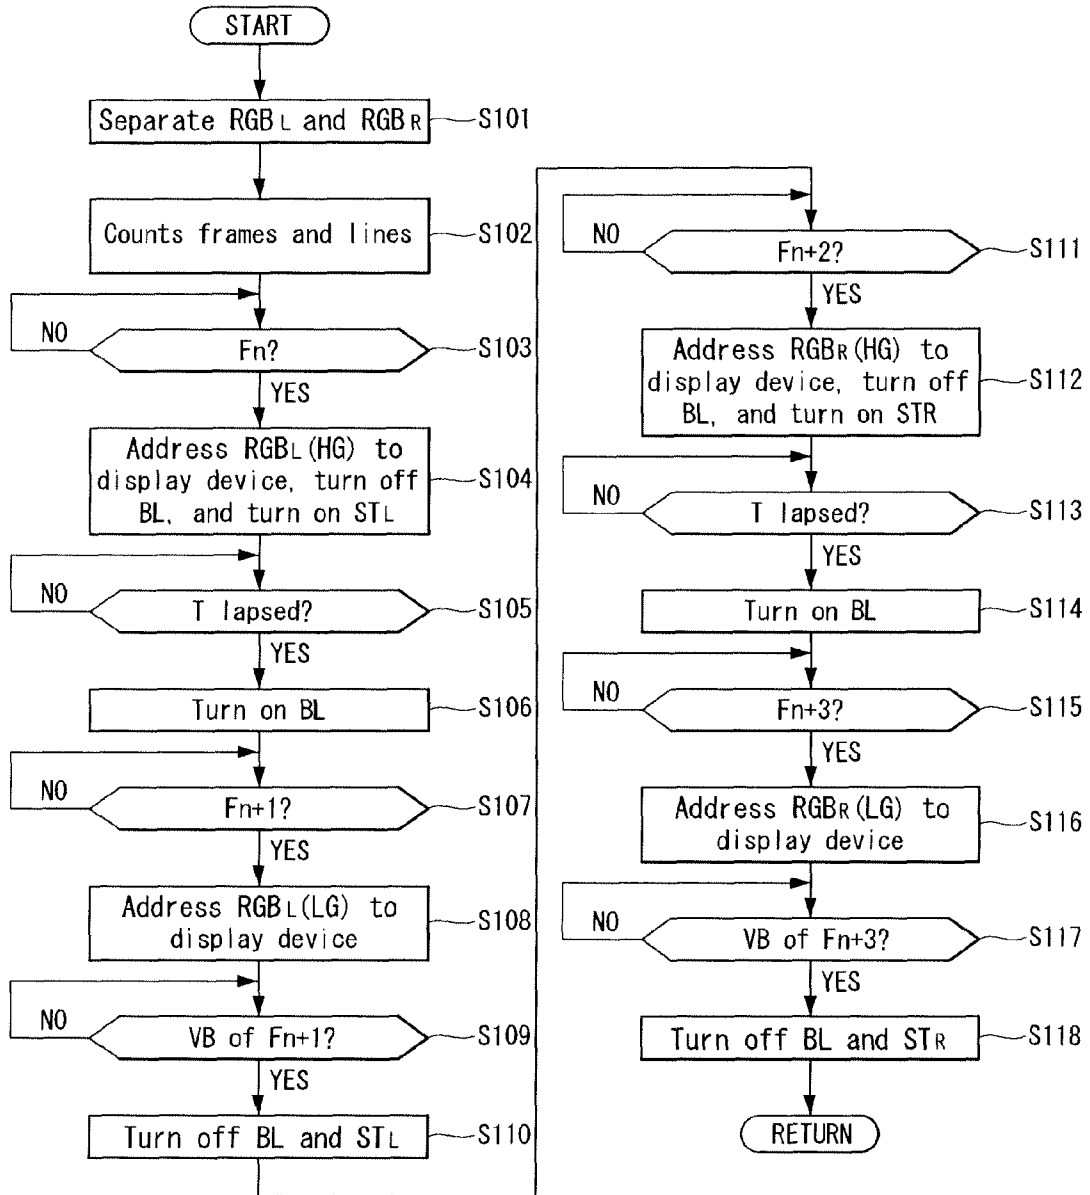 START
Separate RGBL and RGBR
S101
Counts frames and lines
S102
NO
Fn?
S103
YES
Address RGBL(HG) to
display device, turn off
BL, and turn on STL
S104
NO
T lapsed?
S105
YES
Turn on BL
S106
NO
Fn+1?
S107
YES
Address RGBL(LG) to
display device
S108
NO
VB of Fn+1?
S109
YES
Turn off BL and STL
S110
NO
Fn+2?
S111
YES
Address RGBR(HG) to
display device, turn off
BL, and turn on STR
S112
NO
T lapsed?
S113
YES
Turn on BL
S114
NO
Fn+3?
S115
YES
Address RGBR(LG) to
display device
S116
NO
VB of Fn+3?
S117
YES
Turn off BL and STR
S118
RETURN